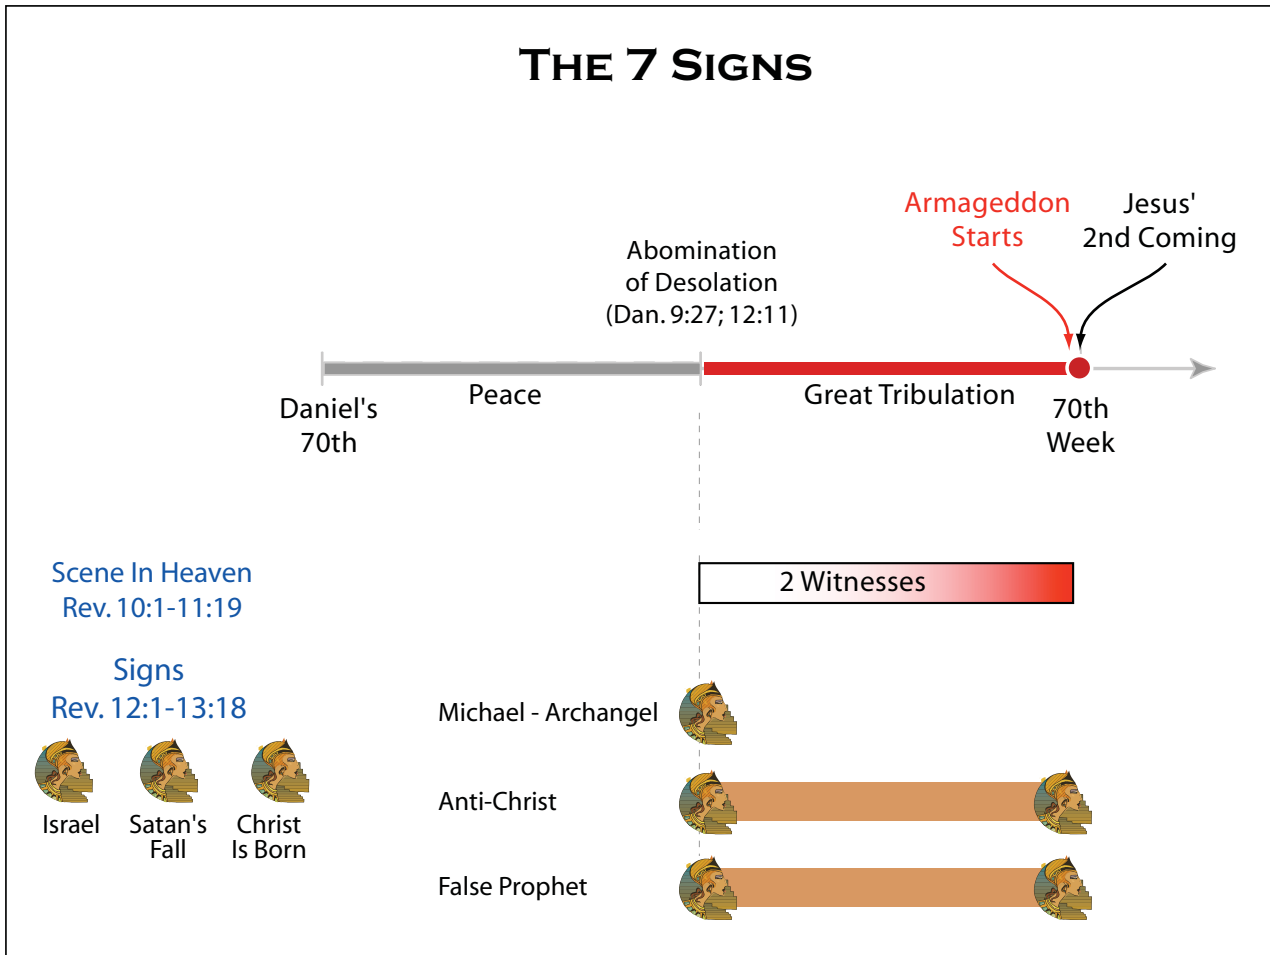 THE 7 SIGNS
Armageddon
Starts
Jesus'
2nd Coming
Abomination
of Desolation
(Dan. 9:27; 12:11)
Peace
Great Tribulation
Daniel's
70th
70th
Week
Scene In Heaven
Rev. 10:1-11:19
2 Witnesses
Signs
Rev. 12:1-13:18
Israel
Satan's
Fall
Christ
Is Born
Michael - Archangel
Anti-Christ
False Prophet